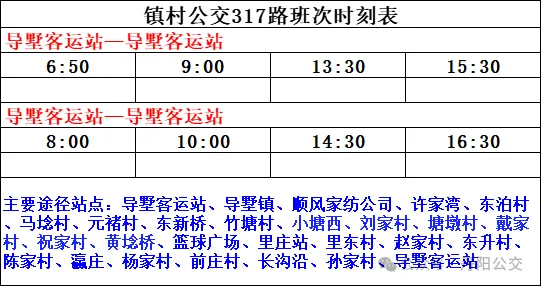 镇村公交317路班次时刻表
导墅客运站—导墅客运站
6:50 9:00 13:30 15:30
导墅客运站—导墅客运站
8:00 10:00 14:30 16:30
主要途径站点：导墅客运站、导墅镇、顺风家纺公司、许家湾、东泊村
、马埝村、元褚村、东新桥、竹塘村、小塘西、刘家村、塘墩村、戴家
村、祝家村、黄埝桥、篮球广场、里庄站、里东村、赵家村、东升村、
陈家村、瀛庄、杨家村、前庄村、长沟沿、孙家村、导墅客运站
阳公交